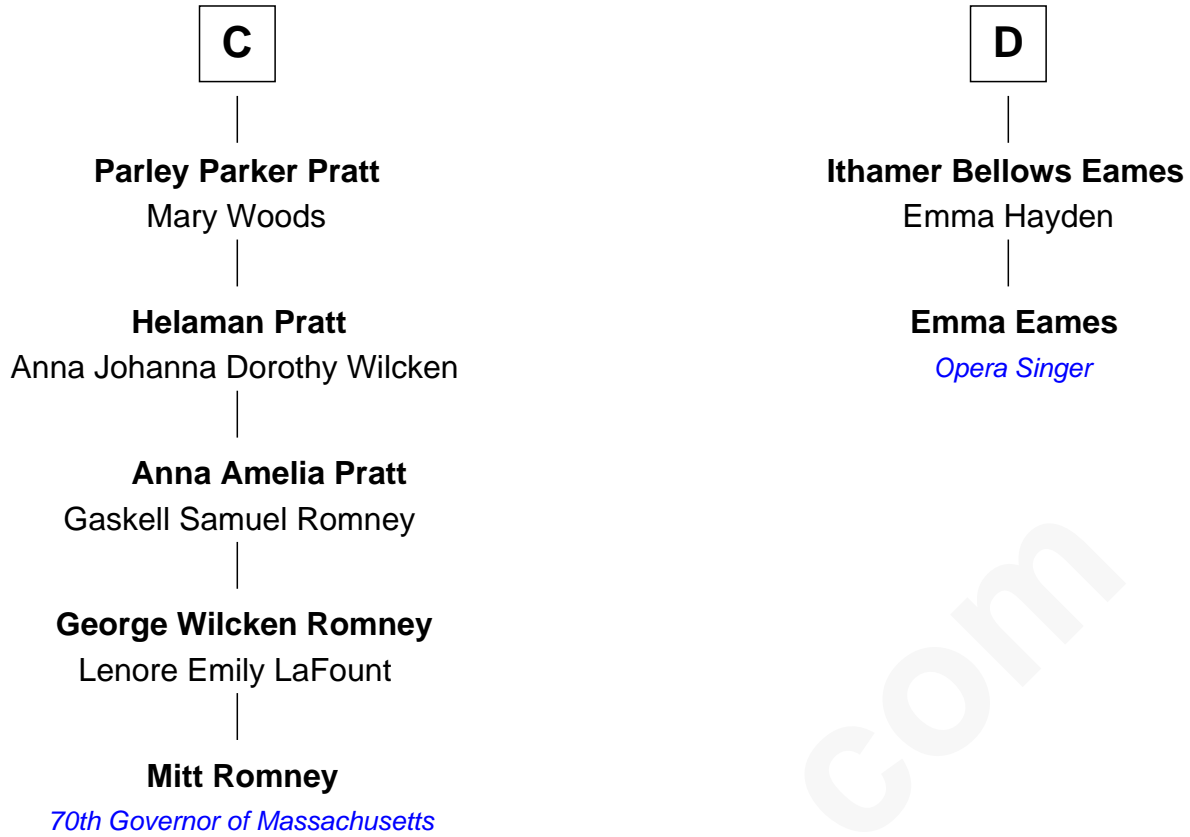 C
Parley Parker Pratt
Mary Woods
Helaman Pratt
Anna Johanna Dorothy Wilcken
Anna Amelia Pratt
Gaskell Samuel Romney
George Wilcken Romney
Lenore Emily LaFount
Mitt Romney
70th Governor of Massachusetts
D
Ithamer Bellows Eames
Emma Hayden
Emma Eames
Opera Singer
com